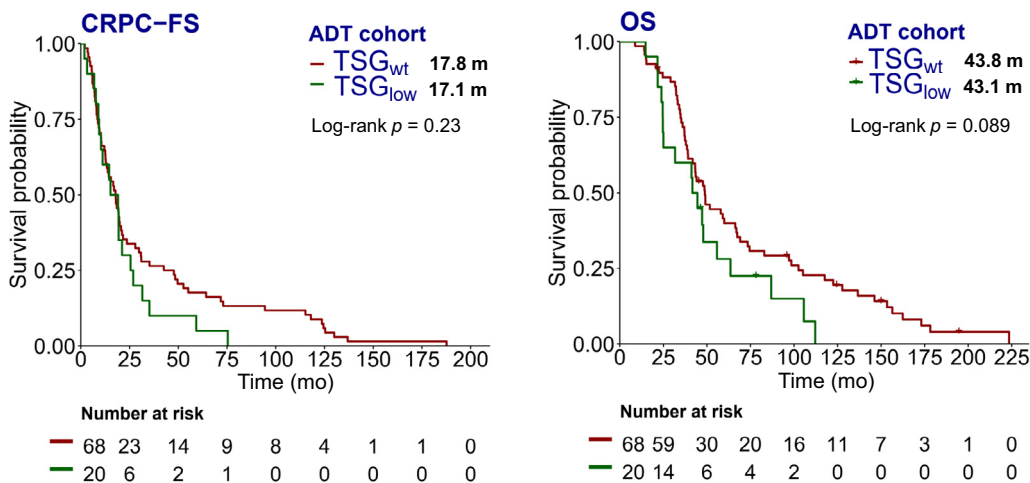 CRPC−FS
ADT cohort
TSGwt 17.8 m
TSGlow 17.1 m
Log-rank p = 0.23
Survival probability
1.00
0.75
0.50
0.25
0.00
0 25 50 75 100 125 150 175 200
Time (mo)
Number at risk
68 23 14 9 8 4 1 1 0
20 6 2 1 0 0 0 0 0
OS
ADT cohort
TSGwt 43.8 m
TSGlow 43.1 m
Log-rank p = 0.089
Survival probability
1.00
0.75
0.50
0.25
0.00
0 25 50 75 100 125 150 175 200 225
Time (mo)
Number at risk
68 59 30 20 16 11 7 3 1 0
20 14 6 4 2 0 0 0 0 0